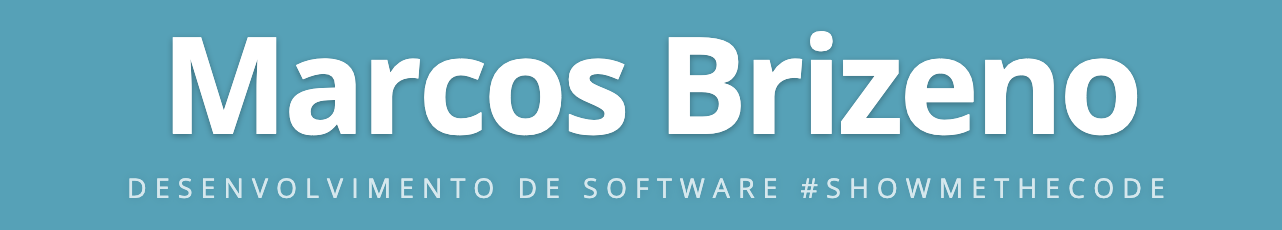 Marcos Brizeno
DESENVOLVIMENTO DE SOFTWARE #SHOWMETHECODE